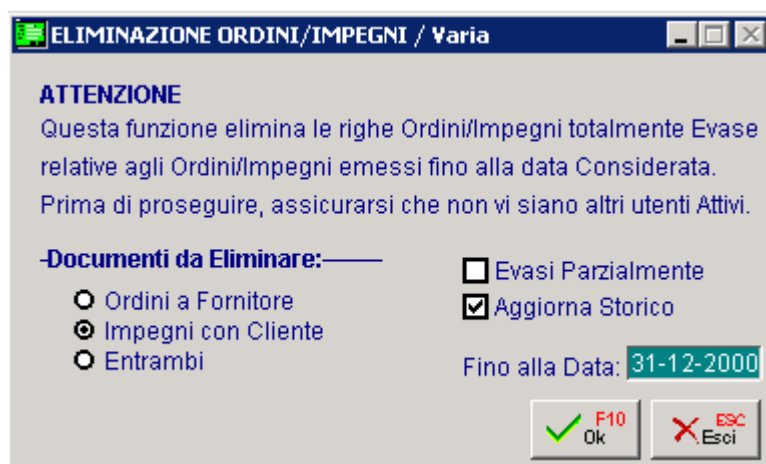 ELIMINAZIONE ORDINI/IMPEGNI / Varia
ATTENZIONE
Questa funzione elimina le righe Ordini/Impegni totalmente Evase
relative agli Ordini/Impegni emessi fino alla data Considerata.
Prima di proseguire, assicurarsi che non vi siano altri utenti Attivi.
Documenti da Eliminare:
Ordini a Fornitore
Impegni con Cliente
Entrambi
Evasi Parzialmente
Aggiorna Storico
Fino alla Data: 31-12-2000
F10
Ok
ESC
Esci